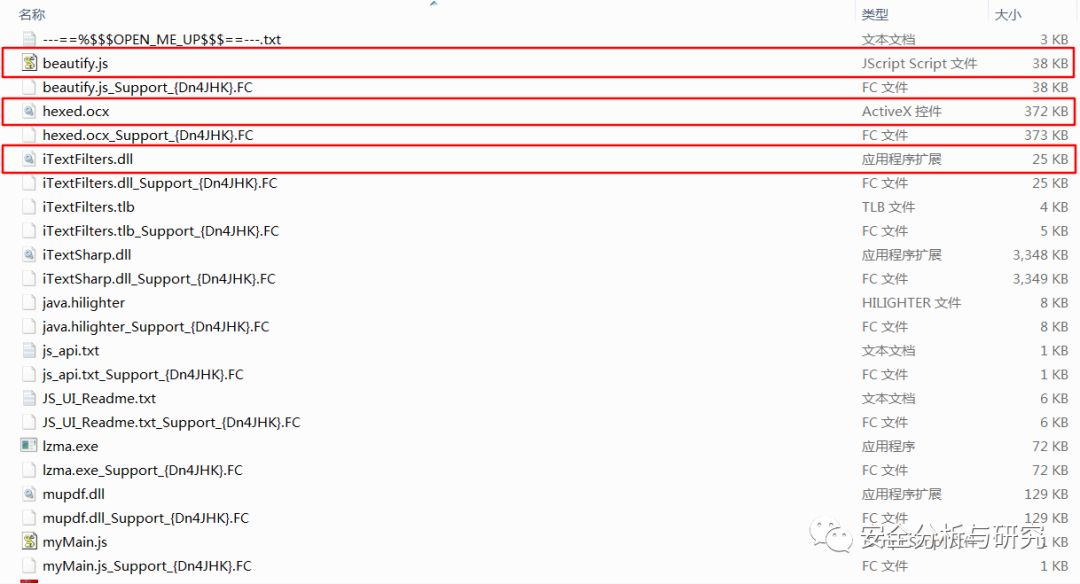 名称 类型 大小
---==%$$$OPEN_ME_UP$$$==---.txt 文本文档 3 KB
beautify.js JScript Script 文件 38 KB
beautify.js_Support_{Dn4JHK}.FC FC 文件 38 KB
hexed.ocx ActiveX 控件 372 KB
hexed.ocx_Support_{Dn4JHK}.FC FC 文件 373 KB
iTextFilters.dll 应用程序扩展 25 KB
iTextFilters.dll_Support_{Dn4JHK}.FC FC 文件 25 KB
iTextFilters.tlb TLB 文件 4 KB
iTextFilters.tlb_Support_{Dn4JHK}.FC FC 文件 5 KB
iTextSharp.dll 应用程序扩展 3,348 KB
iTextSharp.dll_Support_{Dn4JHK}.FC FC 文件 3,349 KB
java.hilighter HILIGHTER 文件 8 KB
java.hilighter_Support_{Dn4JHK}.FC FC 文件 8 KB
js_api.txt 文本文档 1 KB
js_api.txt_Support_{Dn4JHK}.FC FC 文件 1 KB
JS_UI_Readme.txt 文本文档 6 KB
JS_UI_Readme.txt_Support_{Dn4JHK}.FC FC 文件 6 KB
lzma.exe 应用程序 72 KB
lzma.exe_Support_{Dn4JHK}.FC FC 文件 72 KB
mupdf.dll 应用程序扩展 129 KB
mupdf.dll_Support_{Dn4JHK}.FC FC 文件 129 KB
myMain.js 1 KB
安全分析与研究
myMain.js_Support_{Dn4JHK}.FC FC 文件 1 KB